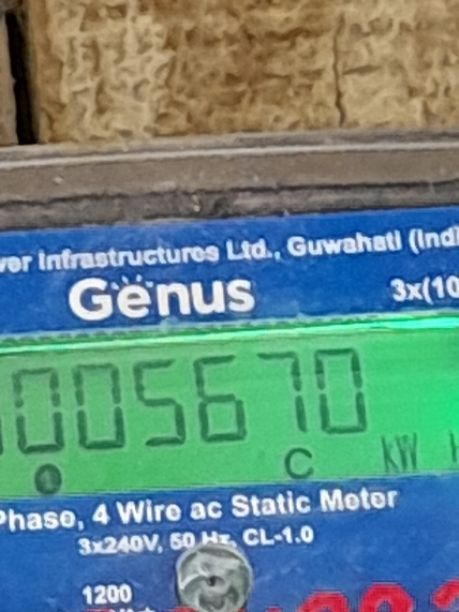 wer Infrastructures Ltd., Guwahati (Indi
Genus
3x(10
005670
C
KW
Phase, 4 Wire ac Static Meter
3x240V, 50 Hz, CL-1.0
1200